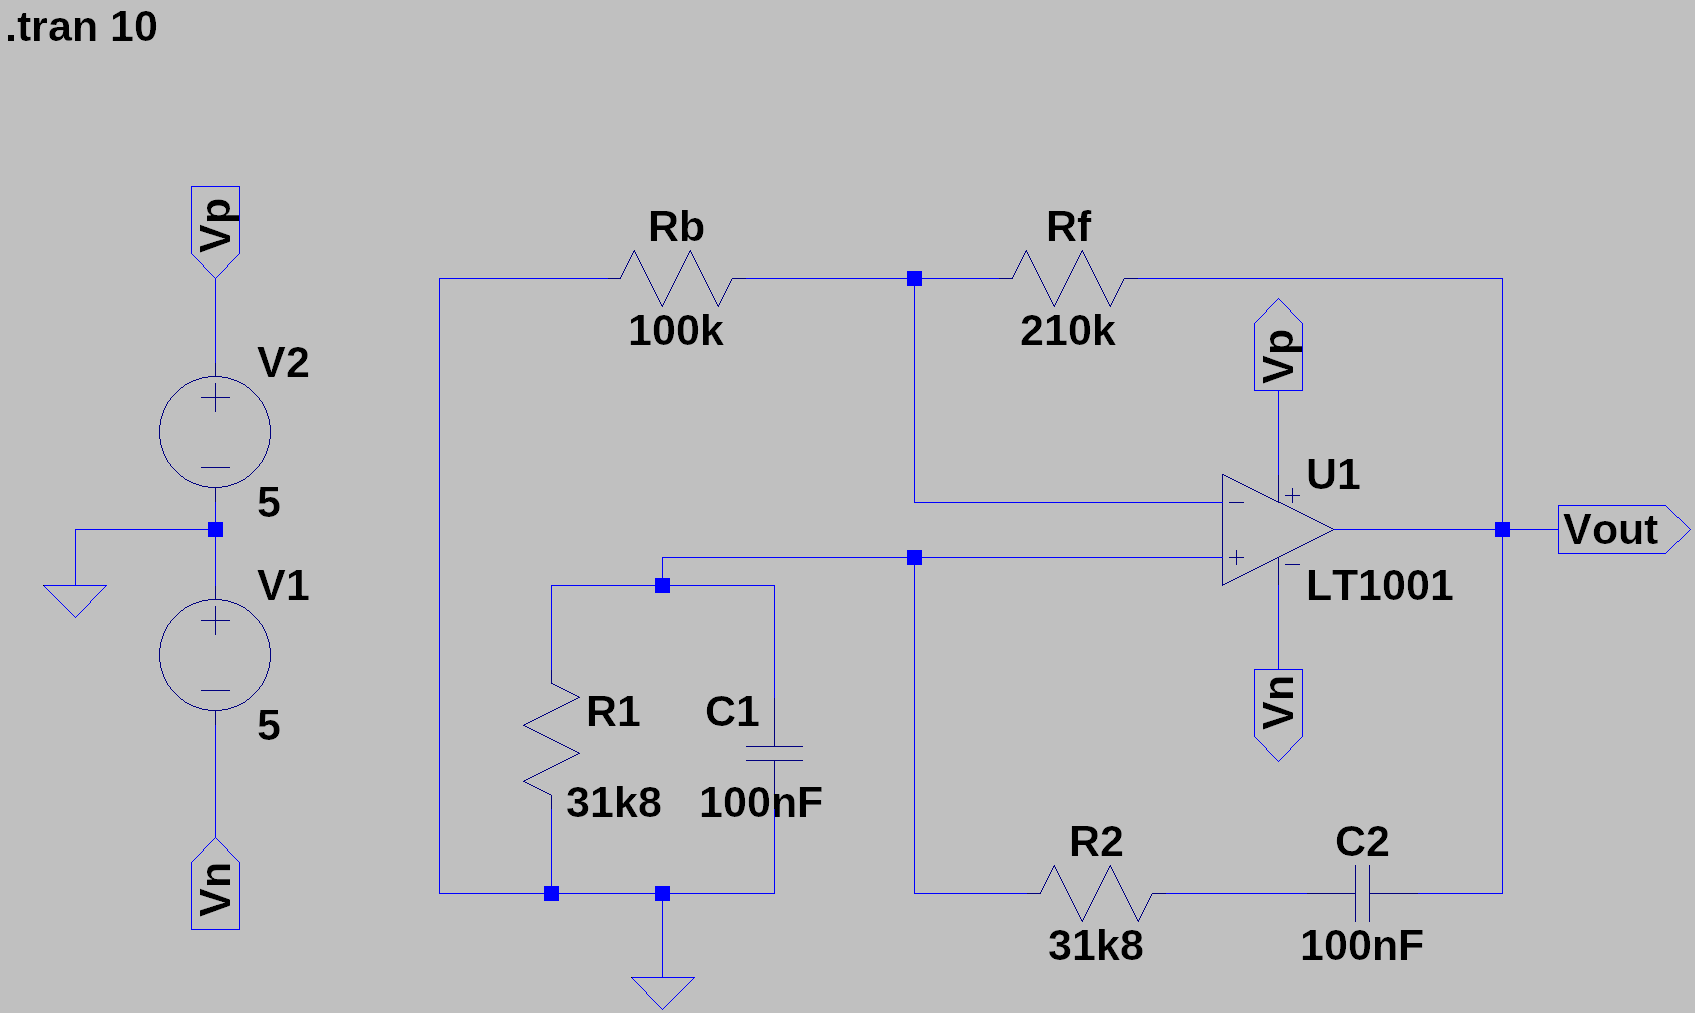 .tran 10
Vp
V2
5
V1
5
Vn
Rb
100k
Rf
210k
Vp
U1
LT1001
Vn
Vout
R1
31k8
C1
100nF
R2
31k8
C2
100nF